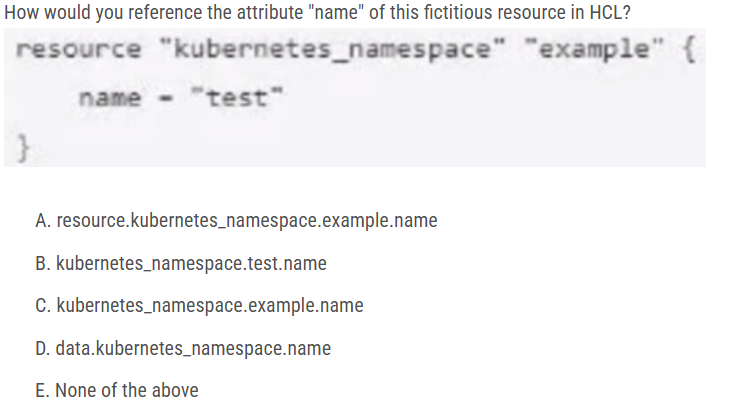 How would you reference the attribute "name" of this fictitious resource in HCL?
resource "kubernetes_namespace" "example" {
name = "test"
}
A. resource.kubernetes_namespace.example.name
B. kubernetes_namespace.test.name
C. kubernetes_namespace.example.name
D. data.kubernetes_namespace.name
E. None of the above